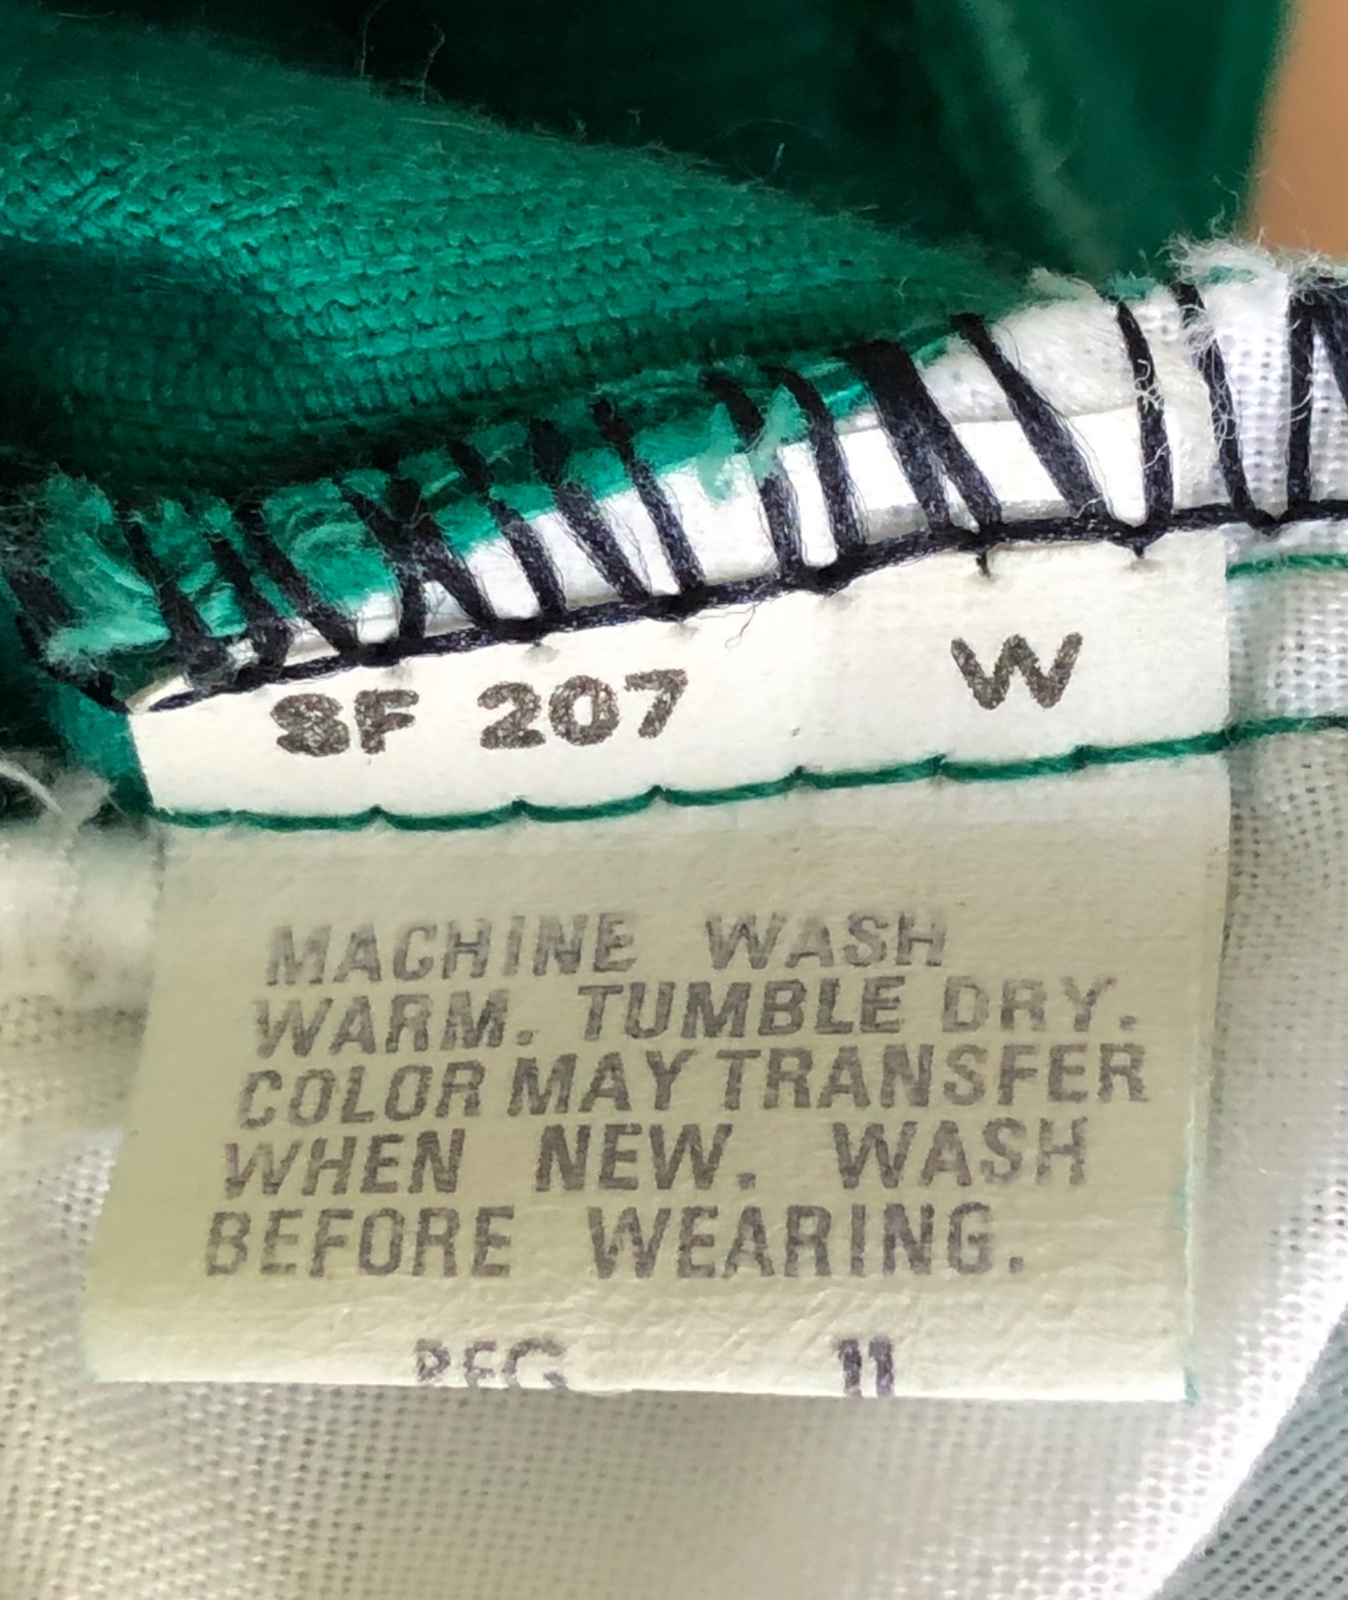 SF 207 W
MACHINE WASH
WARM. TUMBLE DRY.
COLOR MAY TRANSFER
WHEN NEW. WASH
BEFORE WEARING.
11